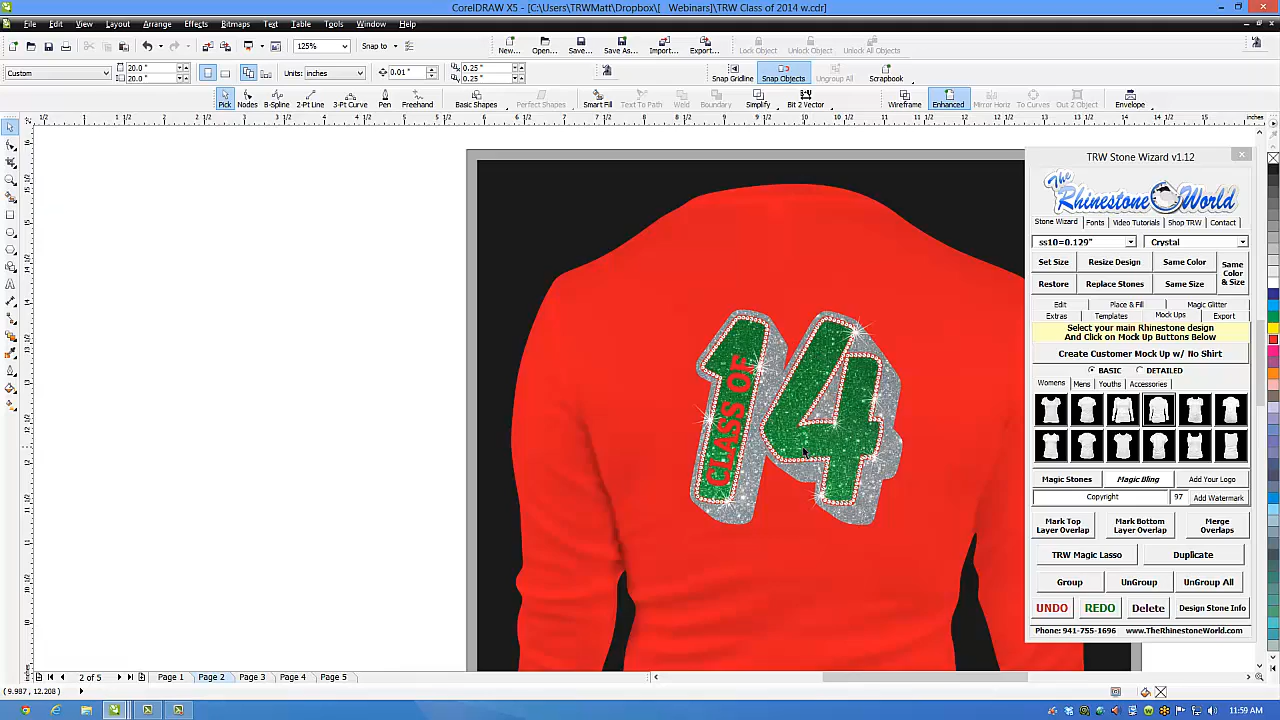 CorelDRAW X5 - [C:\Users\TRWMatt\Dropbox\[ Webinars]\TRW Class of 2014 w.cdr]
File Edit View Layout Arrange Effects Bitmaps Text Table Tools Window Help
125% Snap to New... Open... Save... Save As... Import... Export... Lock Object Unlock Object Unlock All Objects
Custom 20.0 " 20.0 " Units: inches 0.01 " 0.25 " 0.25 " Snap Gridline Snap Objects Ungroup All Scrapbook
Pick Nodes B-Spline 2-Pt Line 3-Pt Curve Pen Freehand Basic Shapes Perfect Shapes Smart Fill Text To Path Weld Boundary Simplify Bit 2 Vector Wireframe Enhanced Mirror Horiz To Curves Out 2 Object Envelope
inches
TRW Stone Wizard v1.12
The Rhinestone World
Stone Wizard Fonts Video Tutorials Shop TRW Contact
ss10=0.129" Crystal
Set Size Resize Design Same Color Same Color & Size
Restore Replace Stones Same Size
Edit Place & Fill Magic Glitter
Extras Templates Mock Ups Export
Select your main Rhinestone design
And Click on Mock Up Buttons Below
Create Customer Mock Up w/ No Shirt
BASIC DETAILED
Womens Mens Youths Accessories
Magic Stones Magic Bling Add Your Logo
Copyright 97 Add Watermark
Mark Top Layer Overlap Mark Bottom Layer Overlap Merge Overlaps
TRW Magic Lasso Duplicate
Group UnGroup UnGroup All
UNDO REDO Delete Design Stone Info
Phone: 941-755-1696 www.TheRhinestoneWorld.com
14
CLASS OF
2 of 5 Page 1 Page 2 Page 3 Page 4 Page 5
(9.987, 12.208)
11:59 AM